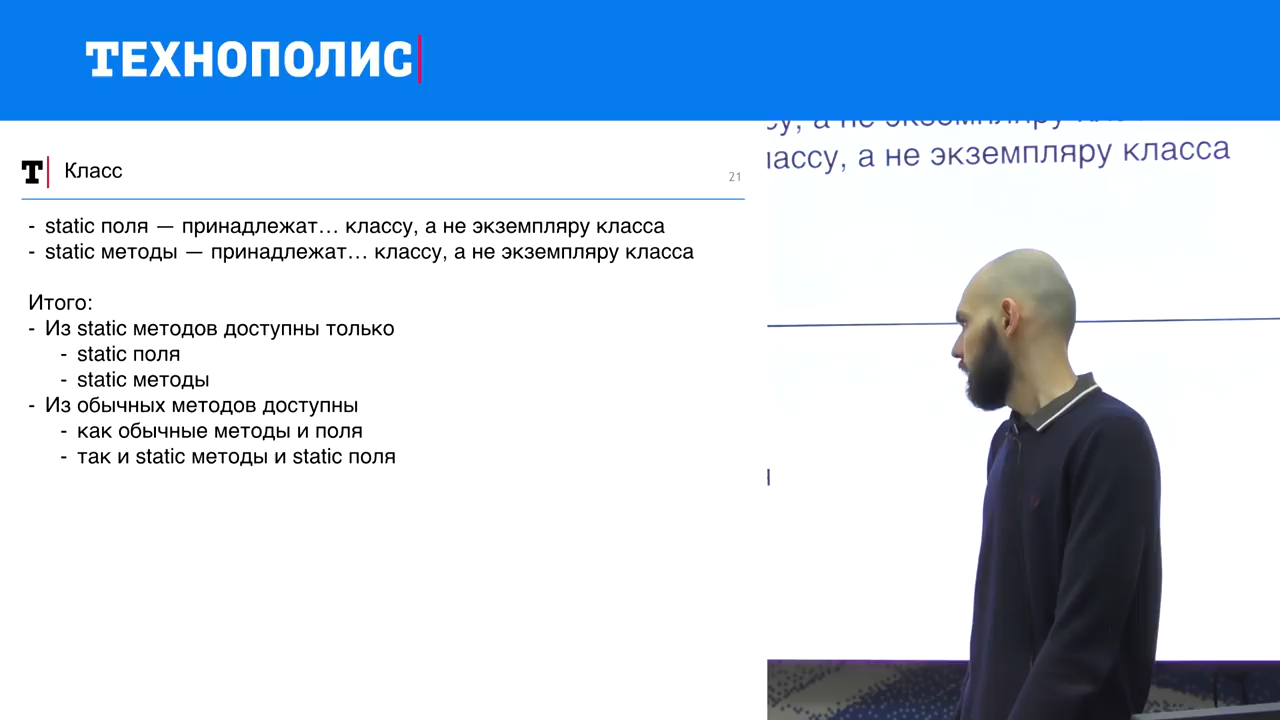 ТЕХНОПОЛИС
Т Класс
21
- static поля — принадлежат… классу, а не экземпляру класса
- static методы — принадлежат… классу, а не экземпляру класса
Итого:
- Из static методов доступны только
- static поля
- static методы
- Из обычных методов доступны
- как обычные методы и поля
- так и static методы и static поля
а не экземпляру
лассу, а не экземпляру класса